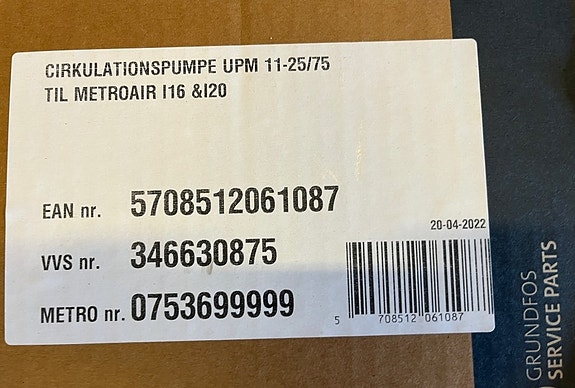 CIRKULATIONSPUMPE UPM 11-25/75
TIL METROAIR I16 &I20
EAN nr. 5708512061087
VVS nr. 346630875
METRO nr. 0753699999
20-04-2022
5 708512 061087
GRUNDFOS
SERVICE PARTS